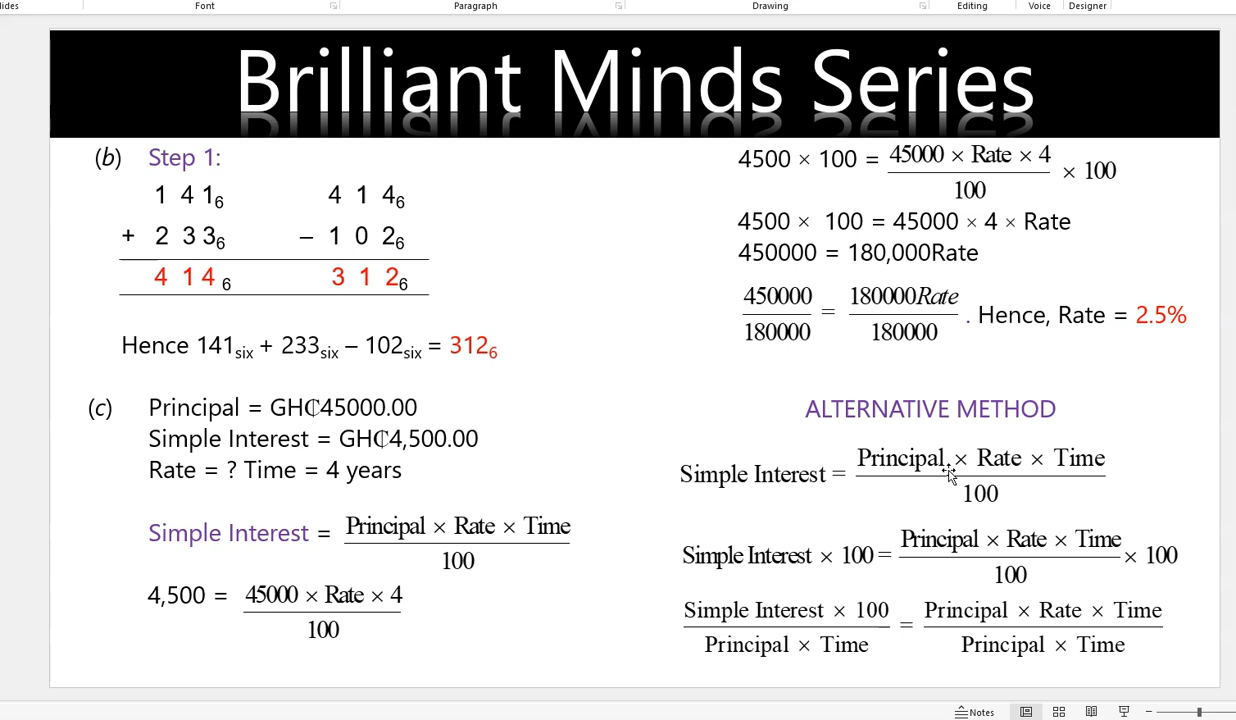 lides Font Paragraph Drawing Editing Voice Designer
Brilliant Minds Series
(b) Step 1:
1 4 1₆
+ 2 3 3₆
4 1 4 ₆
4 1 4₆
– 1 0 2₆
3 1 2₆
Hence 141six + 233six – 102six = 312₆
(c) Principal = GH₵45000.00
Simple Interest = GH₵4,500.00
Rate = ? Time = 4 years
Simple Interest = Principal × Rate × Time
100
4,500 = 45000 × Rate × 4
100
4500 × 100 = 45000 × Rate × 4 × 100
100
4500 × 100 = 45000 × 4 × Rate
450000 = 180,000Rate
450000 = 180000Rate
180000 180000 . Hence, Rate = 2.5%
ALTERNATIVE METHOD
Simple Interest = Principal × Rate × Time
100
Simple Interest × 100 = Principal × Rate × Time × 100
100
Simple Interest × 100 = Principal × Rate × Time
Principal × Time Principal × Time
Notes